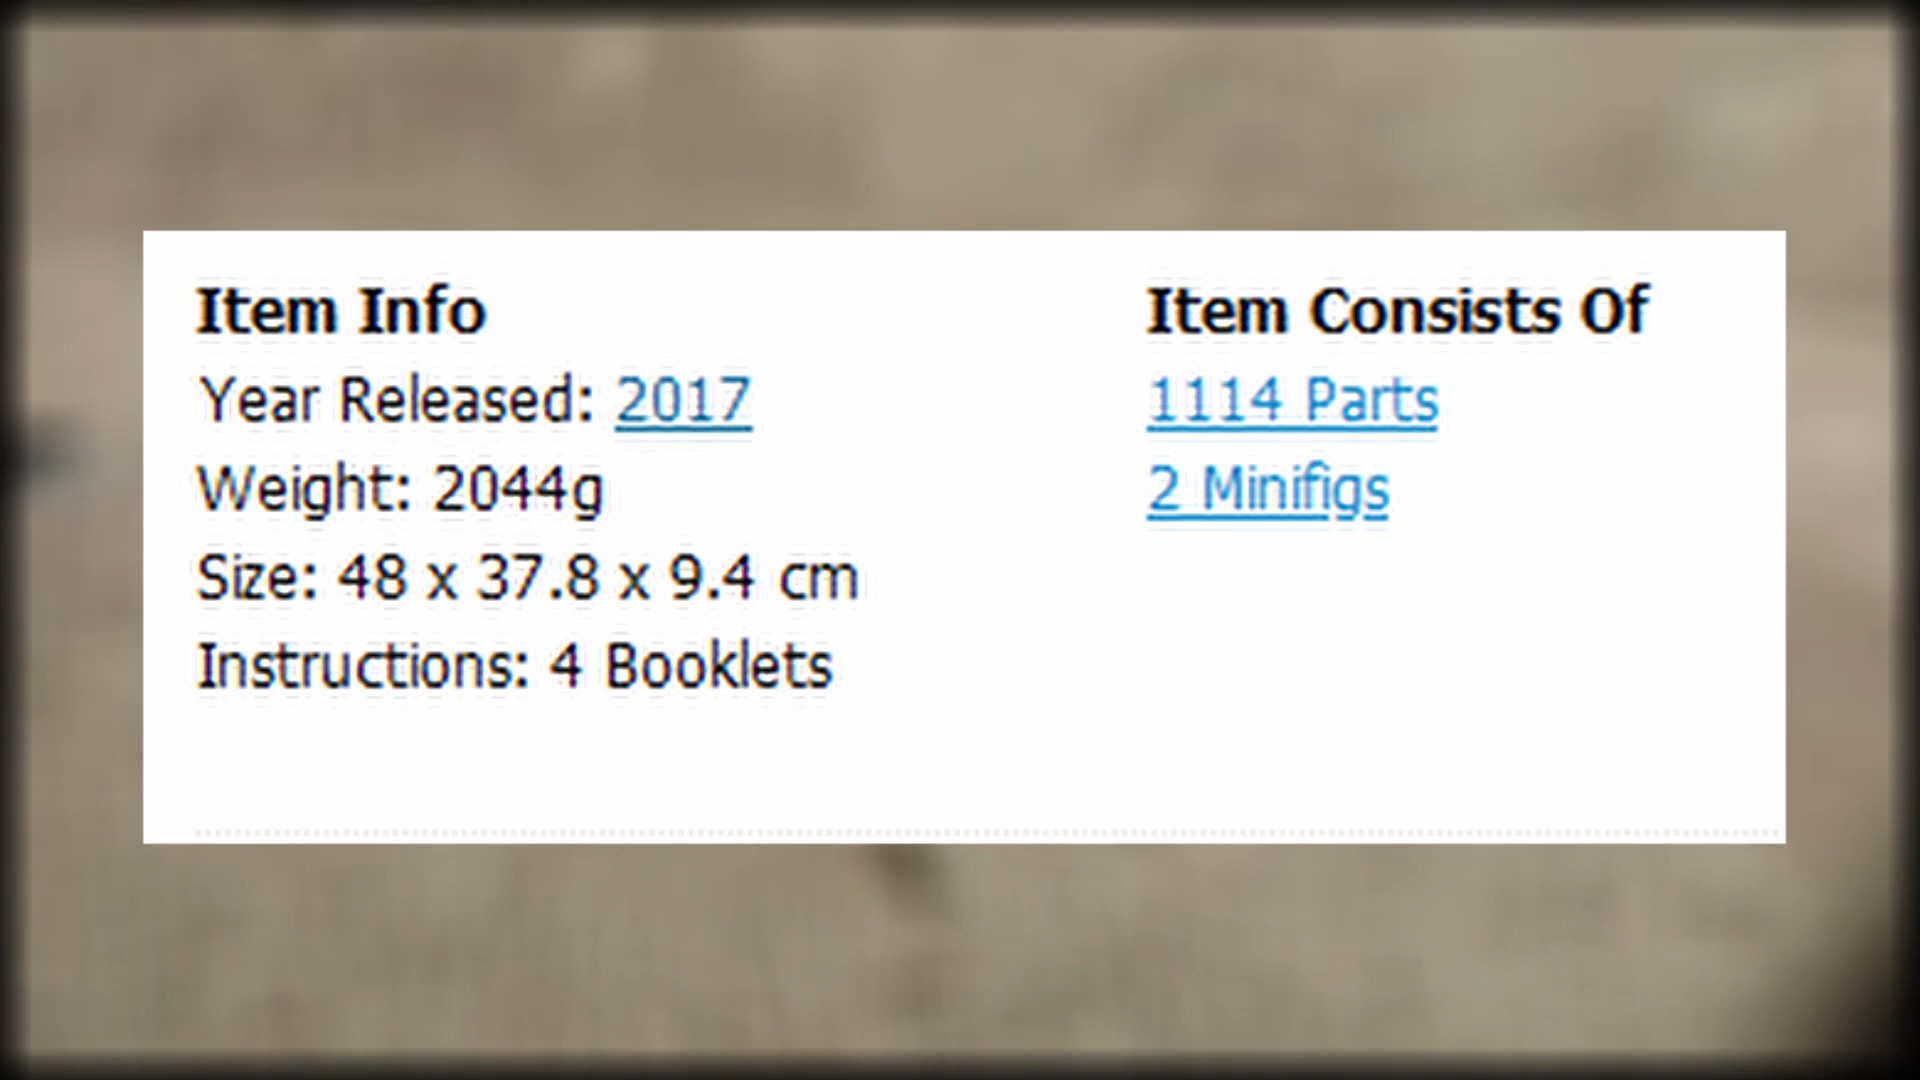 Item Info
Year Released: 2017
Weight: 2044g
Size: 48 x 37.8 x 9.4 cm
Instructions: 4 Booklets
Item Consists Of
1114 Parts
2 Minifigs